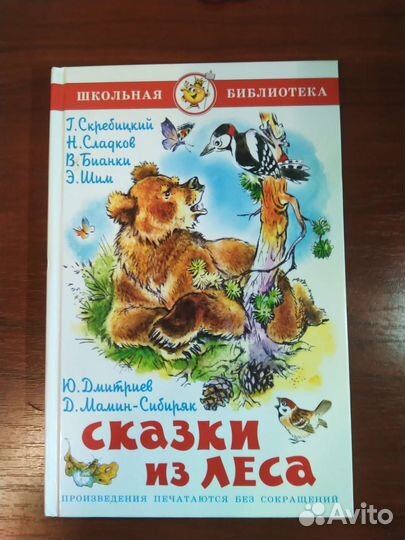 ШКОЛЬНАЯ БИБЛИОТЕКА
Г. Скребицкий
Н. Сладков
В. Бианки
Э. Шим
Ю. Дмитриев
Д. Мамин-Сибиряк
Сказки
из леса
ПРОИЗВЕДЕНИЯ ПЕЧАТАЮТСЯ БЕЗ СОКРАЩЕНИЙ
Avito